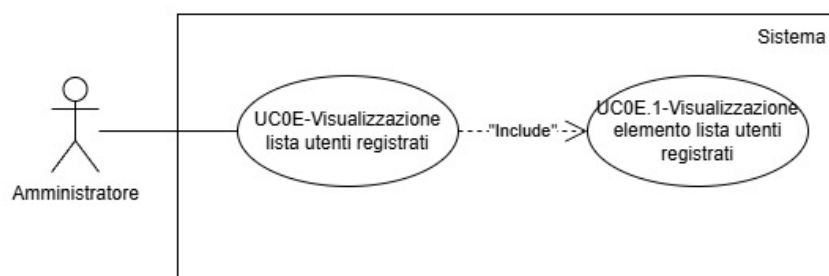 Sistema
UC0E-Visualizzazione
lista utenti registrati
"Include"
UC0E.1-Visualizzazione
elemento lista utenti
registrati
Amministratore